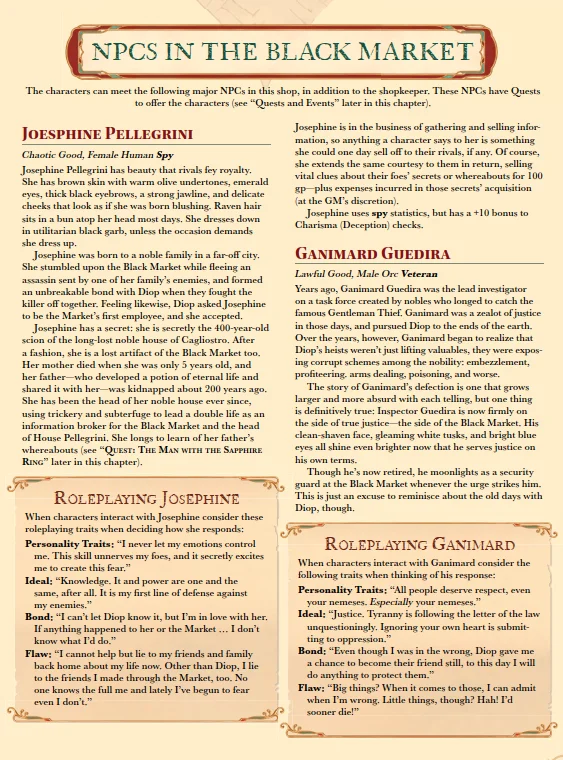 NPCS IN THE BLACK MARKET
The characters can meet the following major NPCs in this shop, in addition to the shopkeeper. These NPCs have Quests
to offer the characters (see “Quests and Events” later in this chapter).
JOESPHINE PELLEGRINI
Chaotic Good, Female Human Spy
Josephine Pellegrini has beauty that rivals fey royalty.
She has brown skin with warm olive undertones, emerald
eyes, thick black eyebrows, a strong jawline, and delicate
cheeks that look as if she was born blushing. Raven hair
sits in a bun atop her head most days. She dresses down
in utilitarian black garb, unless the occasion demands
she dress up.
Josephine was born to a noble family in a far-off city.
She stumbled upon the Black Market while fleeing an
assassin sent by one of her family’s enemies, and formed
an unbreakable bond with Diop when they fought the
killer off together. Feeling likewise, Diop asked Josephine
to be the Market’s first employee, and she accepted.
Josephine has a secret: she is secretly the 400-year-old
scion of the long-lost noble house of Cagliostro. After
a fashion, she is a lost artifact of the Black Market too.
Her mother died when she was only 5 years old, and
her father—who developed a potion of eternal life and
shared it with her—was kidnapped about 200 years ago.
She has been the head of her noble house ever since,
using trickery and subterfuge to lead a double life as an
information broker for the Black Market and the head
of House Pellegrini. She longs to learn of her father’s
whereabouts (see “QUEST: THE MAN WITH THE SAPPHIRE
RING” later in this chapter).
ROLEPLAYING JOSEPHINE
When characters interact with Josephine consider these
roleplaying traits when deciding how she responds:
Personality Traits: “I never let my emotions control
me. This skill unnerves my foes, and it secretly excites
me to create this fear.”
Ideal: “Knowledge. It and power are one and the
same, after all. It is my first line of defense against
my enemies.”
Bond: “I can’t let Diop know it, but I’m in love with her.
If anything happened to her or the Market … I don’t
know what I’d do.”
Flaw: “I cannot help but lie to my friends and family
back home about my life now. Other than Diop, I lie
to the friends I made through the Market, too. No
one knows the full me and lately I’ve begun to fear
even I don’t.”
Josephine is in the business of gathering and selling infor-
mation, so anything a character says to her is something
she could one day sell off to their rivals, if any. Of course,
she extends the same courtesy to them in return, selling
vital clues about their foes’ secrets or whereabouts for 100
gp—plus expenses incurred in those secrets’ acquisition
(at the GM’s discretion).
Josephine uses spy statistics, but has a +10 bonus to
Charisma (Deception) checks.
GANIMARD GUEDIRA
Lawful Good, Male Orc Veteran
Years ago, Ganimard Guedira was the lead investigator
on a task force created by nobles who longed to catch the
famous Gentleman Thief. Ganimard was a zealot of justice
in those days, and pursued Diop to the ends of the earth.
Over the years, however, Ganimard began to realize that
Diop’s heists weren’t just lifting valuables, they were expos-
ing corrupt schemes among the nobility: embezzlement,
profiteering, arms dealing, poisoning, and worse.
The story of Ganimard’s defection is one that grows
larger and more absurd with each telling, but one thing
is definitively true: Inspector Guedira is now firmly on
the side of true justice—the side of the Black Market. His
clean-shaven face, gleaming white tusks, and bright blue
eyes all shine even brighter now that he serves justice on
his own terms.
Though he’s now retired, he moonlights as a security
guard at the Black Market whenever the urge strikes him.
This is just an excuse to reminisce about the old days with
Diop, though.
ROLEPLAYING GANIMARD
When characters interact with Ganimard consider the
following traits when thinking of his response:
Personality Traits: “All people deserve respect, even
your nemeses. Especially your nemeses.”
Ideal: “Justice. Tyranny is following the letter of the law
unquestioningly. Ignoring your own heart is submit-
ting to oppression.”
Bond: “Even though I was in the wrong, Diop gave me
a chance to become their friend still, to this day I will
do anything to protect them.”
Flaw: “Big things? When it comes to those, I can admit
when I’m wrong. Little things, though? Hah! I’d
sooner die!”